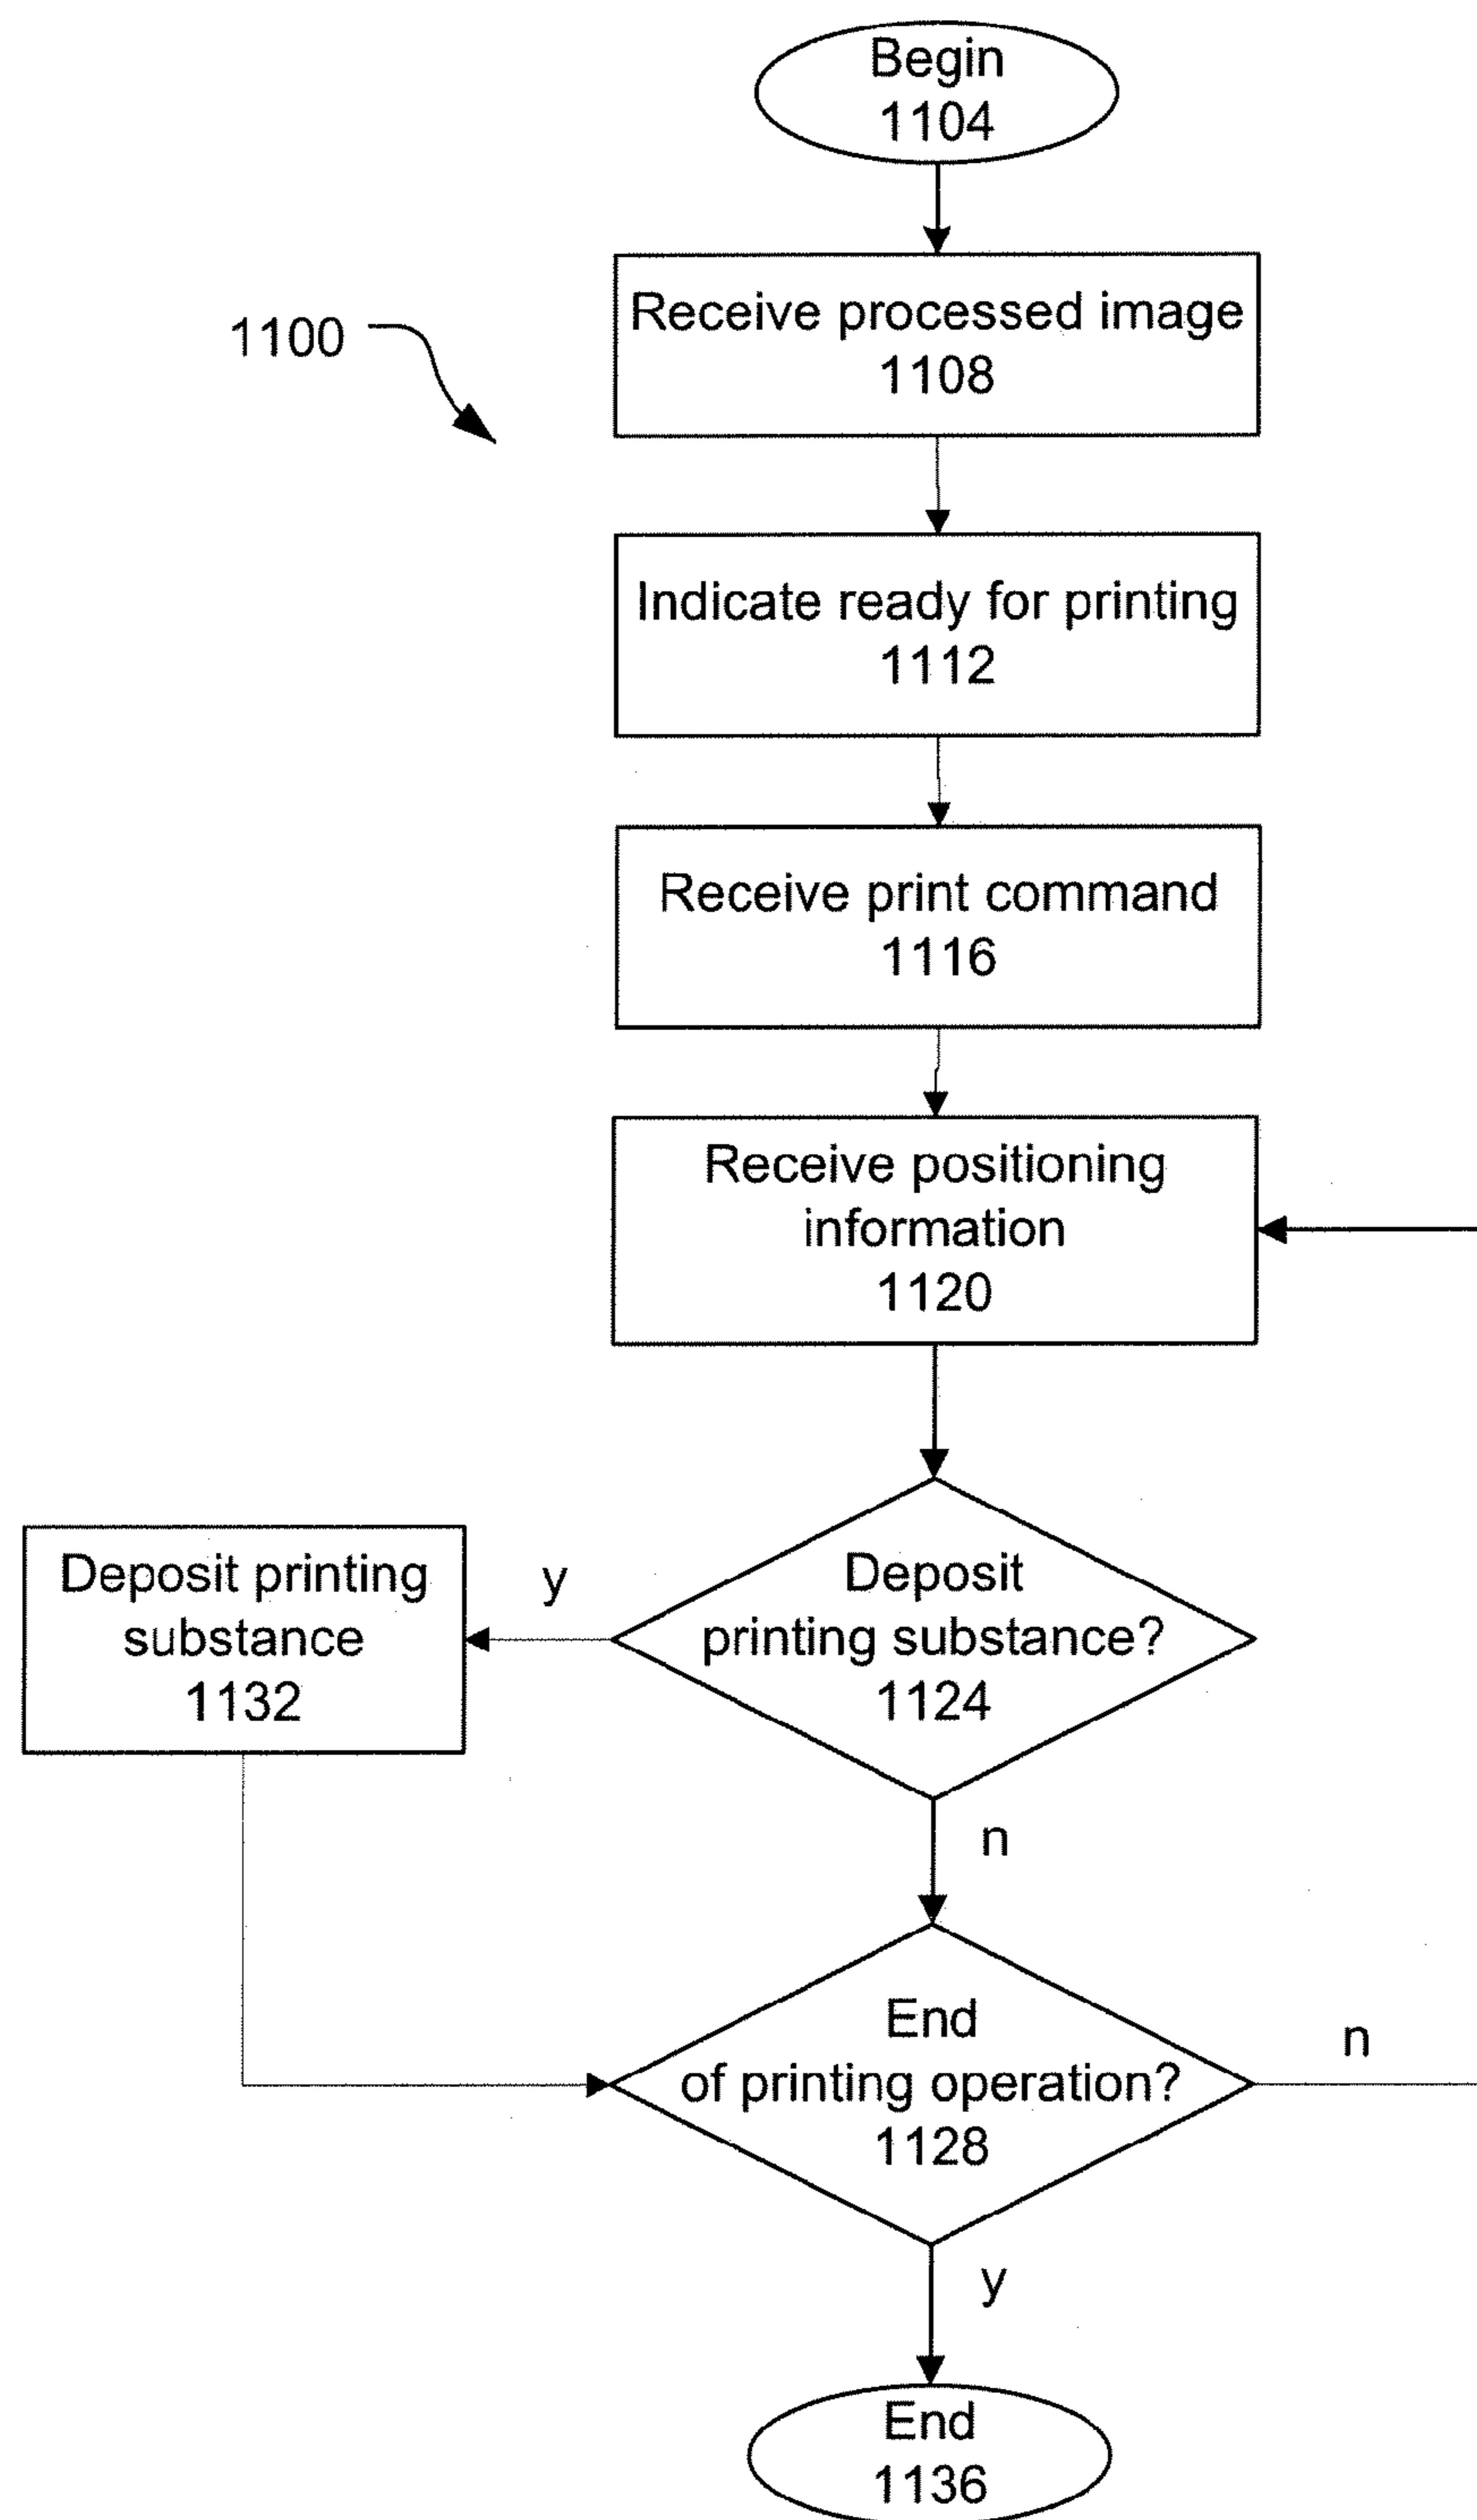 Begin
1104
1100
Receive processed image
1108
Indicate ready for printing
1112
Receive print command
1116
Receive positioning
information
1120
Deposit
printing substance?
1124
y
Deposit printing
substance
1132
n
End
of printing operation?
1128
n
y
End
1136